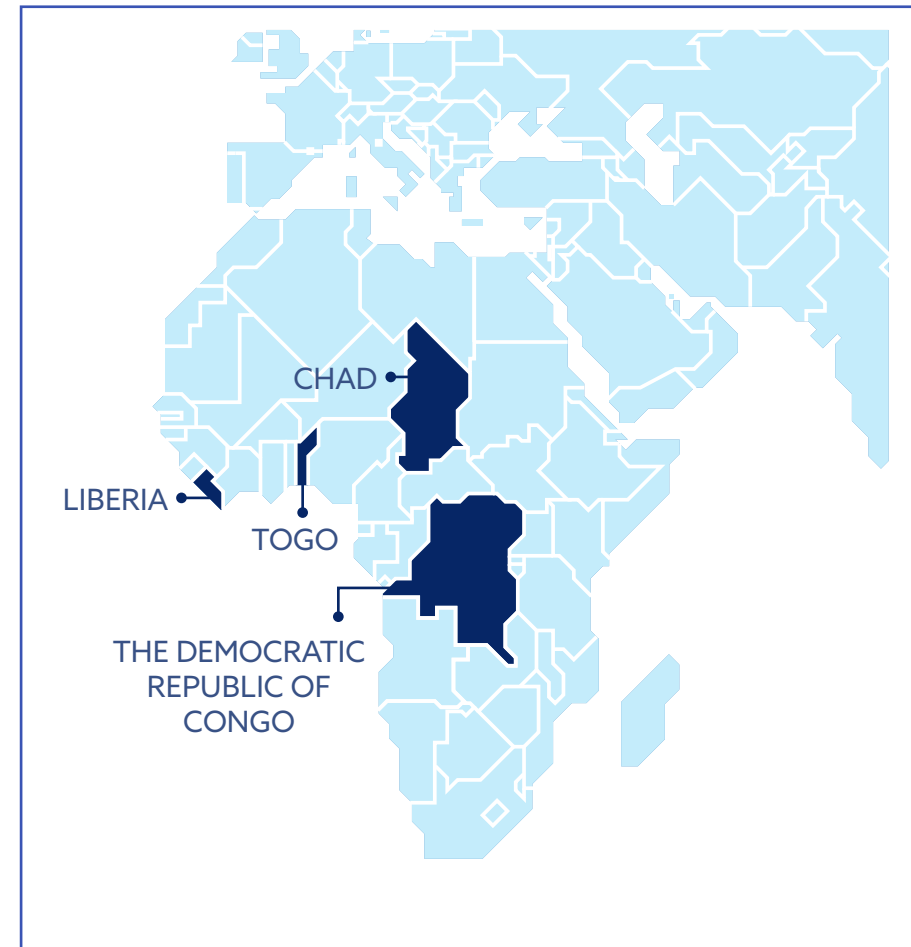 CHAD
LIBERIA
TOGO
THE DEMOCRATIC
REPUBLIC OF
CONGO